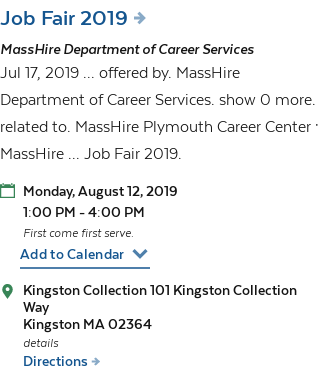 Job Fair 2019
MassHire Department of Career Services
Jul 17, 2019 ... offered by. MassHire
Department of Career Services. show 0 more.
related to. MassHire Plymouth Career Center ·
MassHire ... Job Fair 2019.
Monday, August 12, 2019
1:00 PM - 4:00 PM
First come first serve.
Add to Calendar
Kingston Collection 101 Kingston Collection
Way
Kingston MA 02364
details
Directions